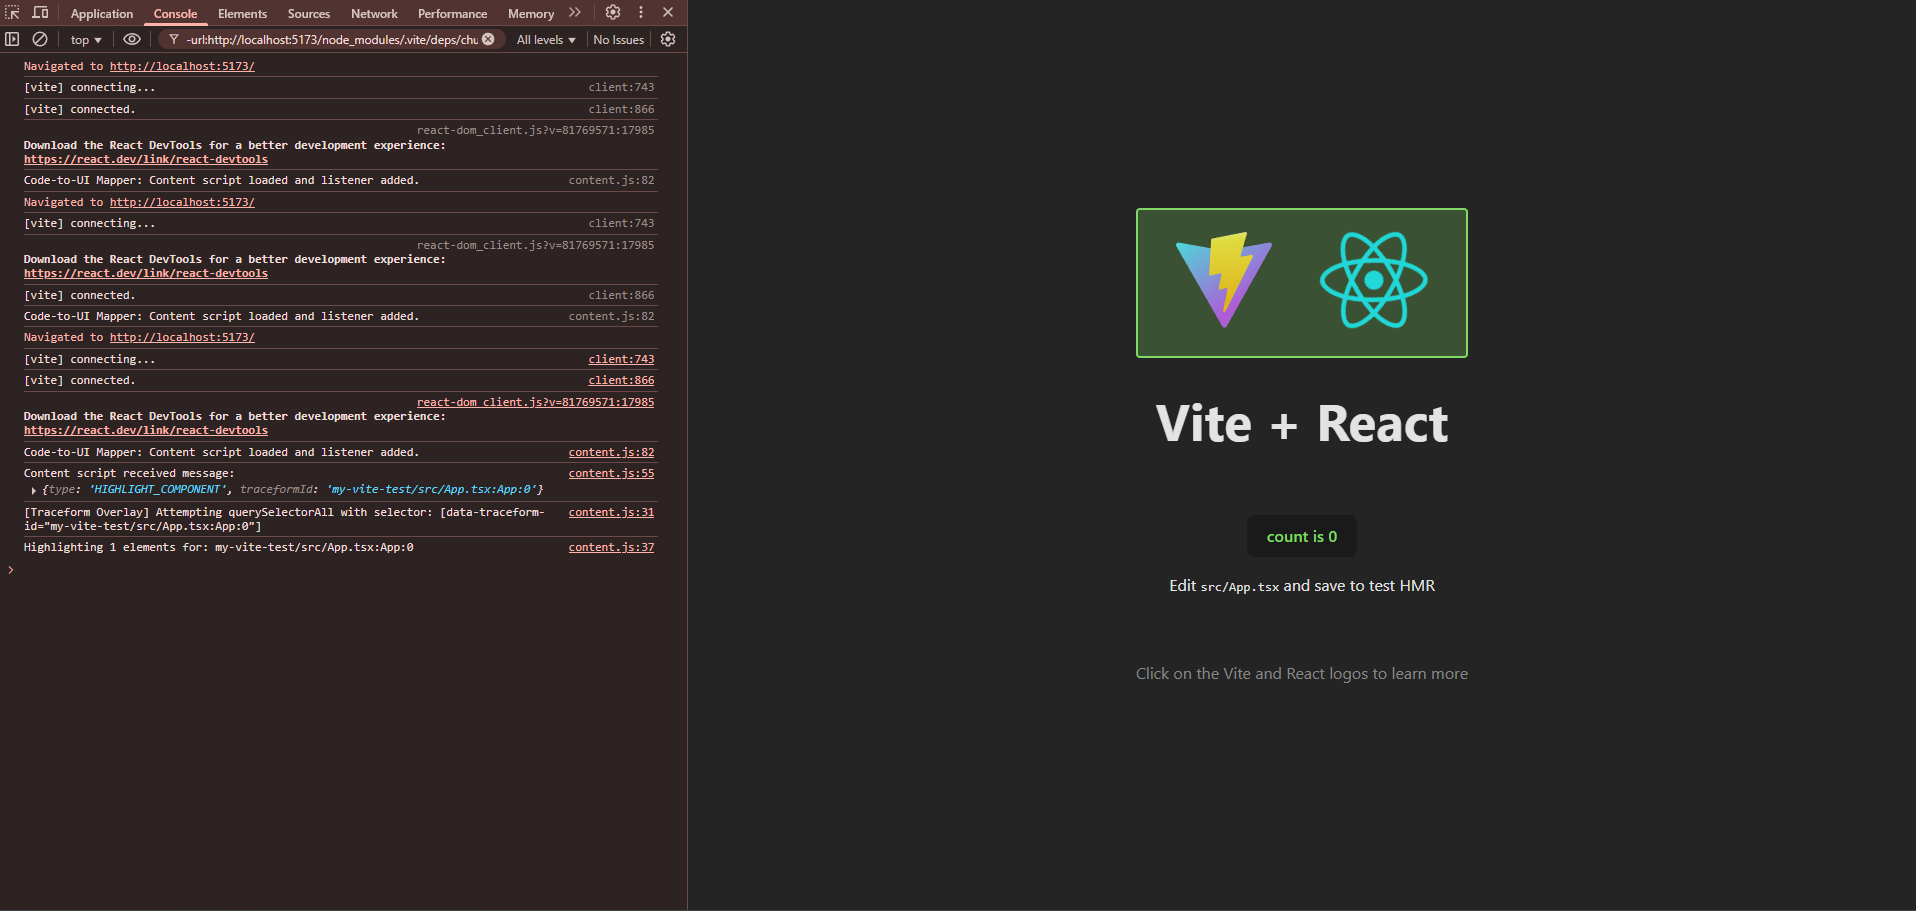 Application Console Elements Sources Network Performance Memory
top -url:http://localhost:5173/node_modules/.vite/deps/chu All levels No Issues
Navigated to http://localhost:5173/
[vite] connecting... client:743
[vite] connected. client:866
react-dom_client.js?v=81769571:17985
Download the React DevTools for a better development experience:
https://react.dev/link/react-devtools
Code-to-UI Mapper: Content script loaded and listener added. content.js:82
Navigated to http://localhost:5173/
[vite] connecting... client:743
react-dom_client.js?v=81769571:17985
Download the React DevTools for a better development experience:
https://react.dev/link/react-devtools
[vite] connected. client:866
Code-to-UI Mapper: Content script loaded and listener added. content.js:82
Navigated to http://localhost:5173/
[vite] connecting... client:743
[vite] connected. client:866
react-dom_client.js?v=81769571:17985
Download the React DevTools for a better development experience:
https://react.dev/link/react-devtools
Code-to-UI Mapper: Content script loaded and listener added. content.js:82
Content script received message: content.js:55
{type: 'HIGHLIGHT_COMPONENT', traceformId: 'my-vite-test/src/App.tsx:App:0'}
[Traceform Overlay] Attempting querySelectorAll with selector: [data-traceform- content.js:31
id="my-vite-test/src/App.tsx:App:0"]
Highlighting 1 elements for: my-vite-test/src/App.tsx:App:0 content.js:37
Vite + React
count is 0
Edit src/App.tsx and save to test HMR
Click on the Vite and React logos to learn more